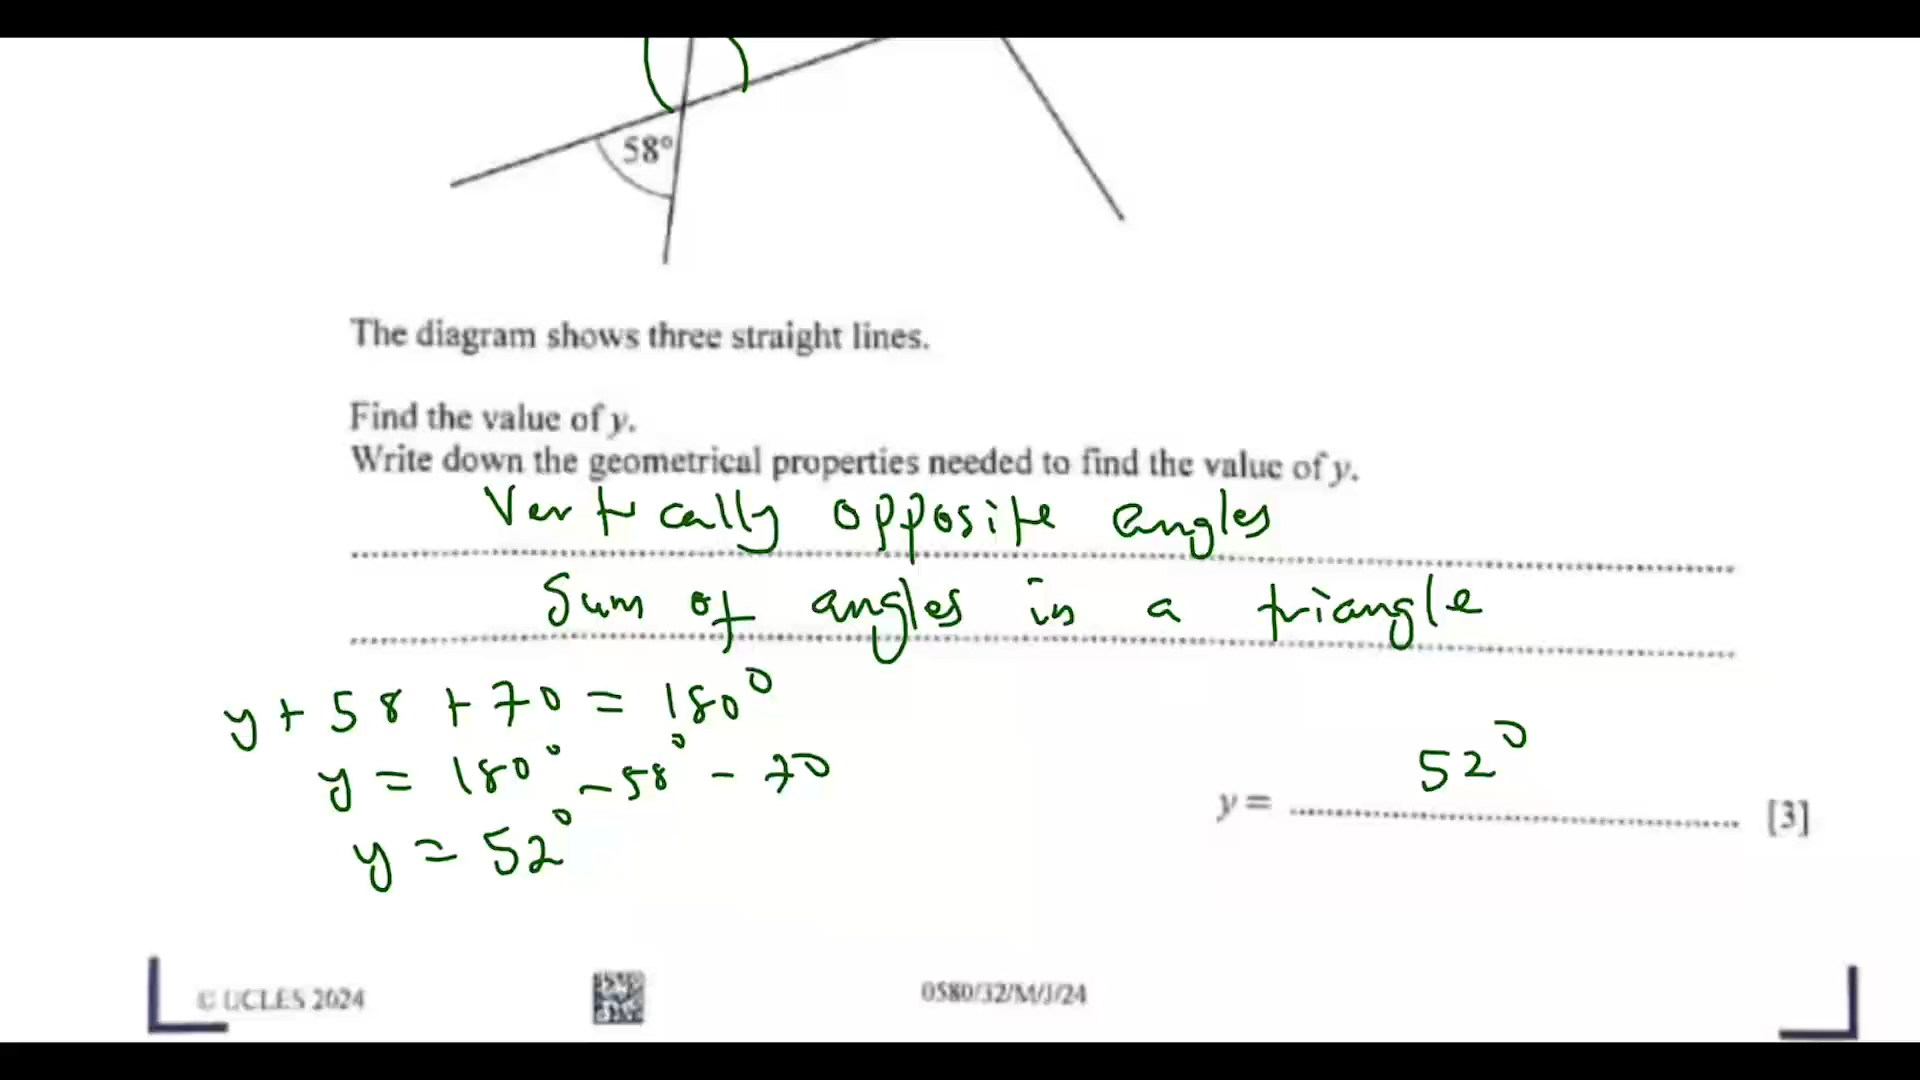 58°
The diagram shows three straight lines.
Find the value of y.
Write down the geometrical properties needed to find the value of y.
Vertically opposite angles
Sum of angles in a triangle
y + 58 + 70 = 180°
y = 180° - 58° - 70
y = 52°
52°
y = [3]
© UCLES 2024
0580/32/M/J/24